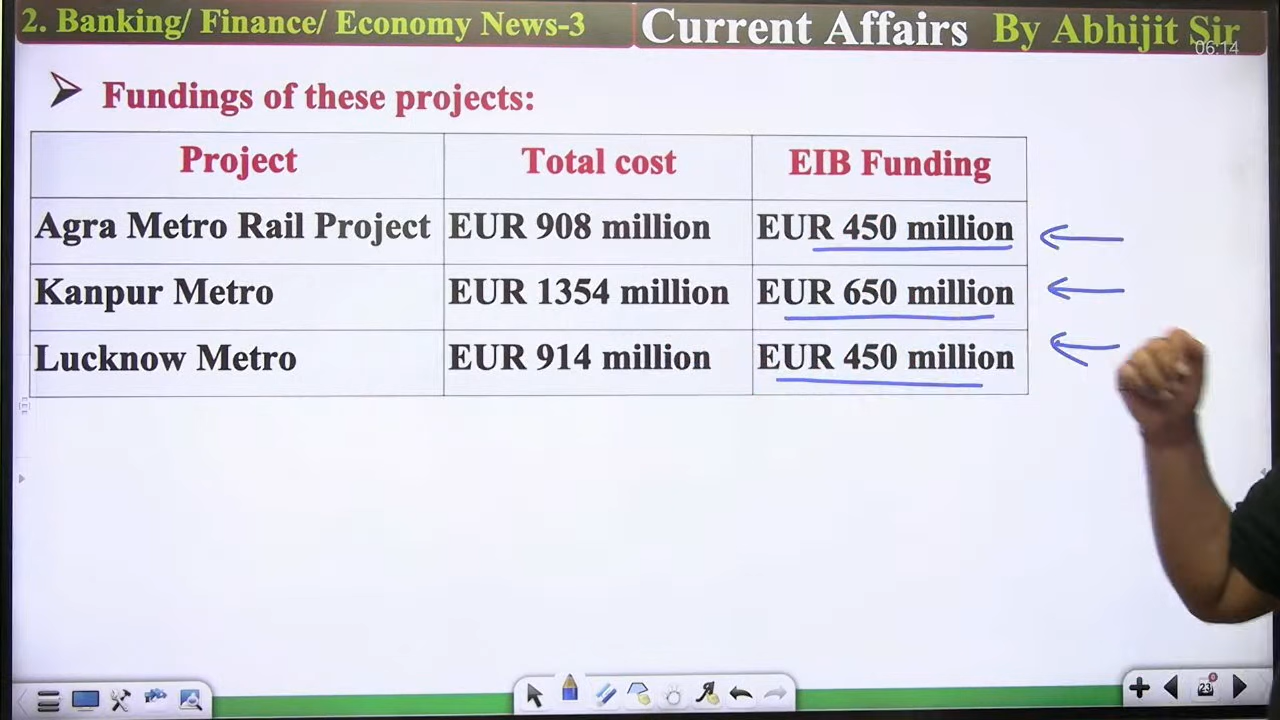 2. Banking/ Finance/ Economy News-3
Current Affairs By Abhijit Sir
06:14
Fundings of these projects:
Project Total cost EIB Funding
Agra Metro Rail Project EUR 908 million EUR 450 million
Kanpur Metro EUR 1354 million EUR 650 million
Lucknow Metro EUR 914 million EUR 450 million
23